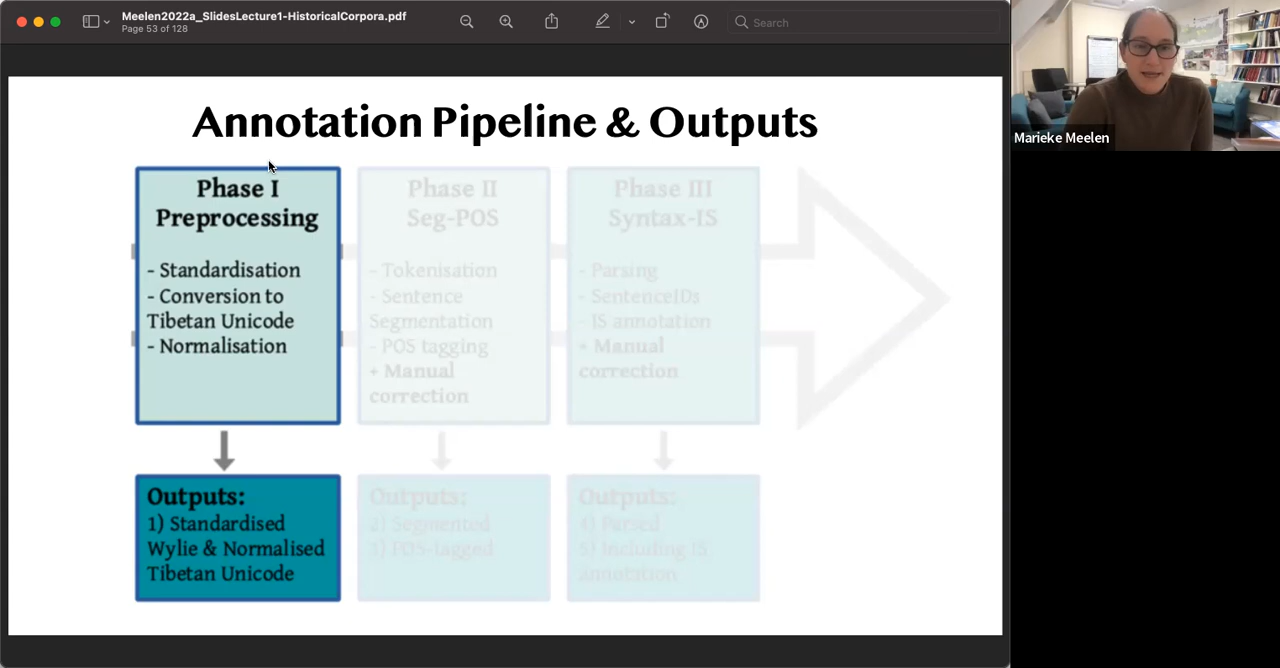 Meelen2022a_SlidesLecture1-HistoricalCorpora.pdf
Page 53 of 128
Search
Marieke Meelen
Annotation Pipeline & Outputs
Phase I
Preprocessing
- Standardisation
- Conversion to
Tibetan Unicode
- Normalisation
Phase II
Seg-POS
- Tokenisation
- Sentence
Segmentation
- POS tagging
+ Manual
correction
Phase III
Syntax-IS
- Parsing
- SentenceIDs
- IS annotation
+ Manual
correction
Outputs:
1) Standardised
Wylie & Normalised
Tibetan Unicode
Outputs:
2) Segmented
3) POS-tagged
Outputs:
4) Parsed
5) Including IS
annotation